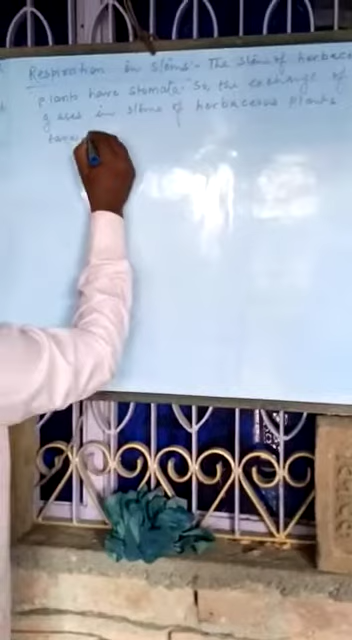 Respiration in stems:- The stems of herbace
plants have stomata. So, the exchange of
gases in stems of herbaceous plants